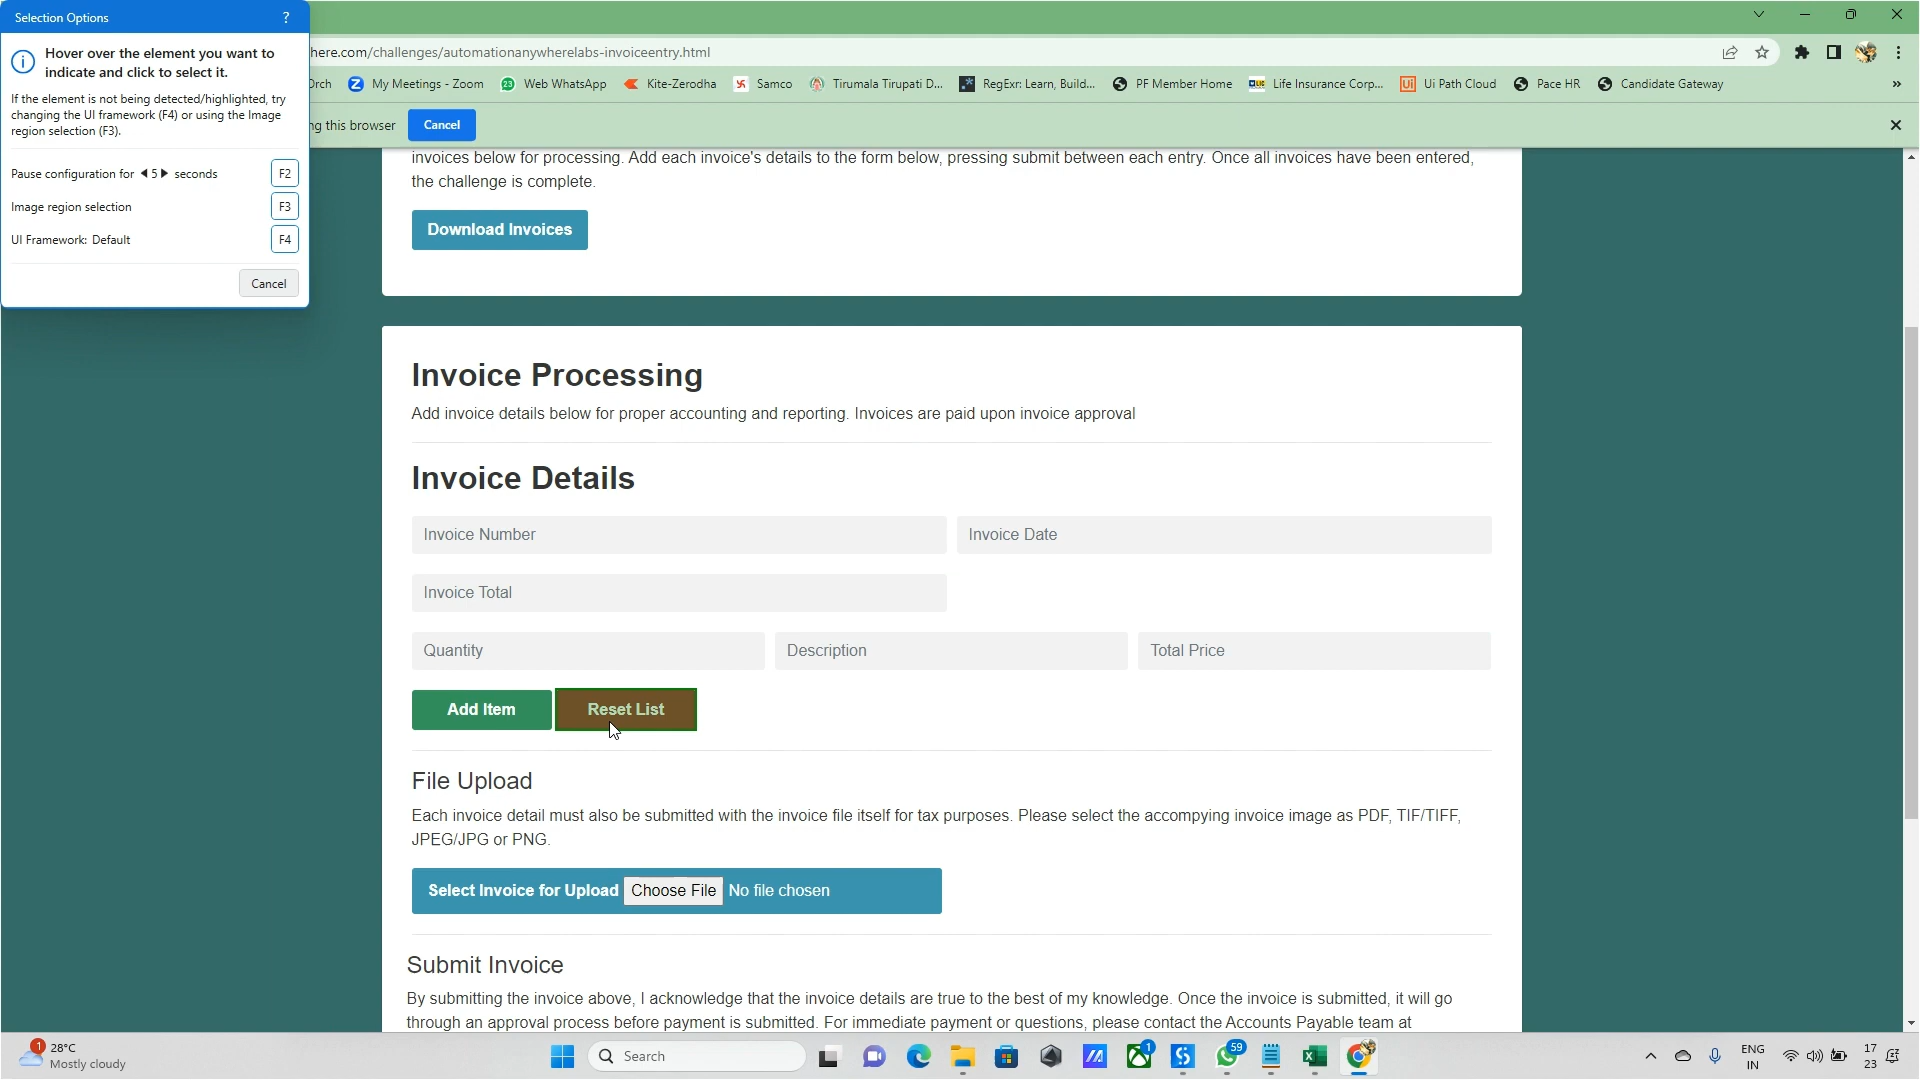 Selection Options ?
Hover over the element you want to
indicate and click to select it.
If the element is not being detected/highlighted, try
changing the UI framework (F4) or using the Image
region selection (F3).
Pause configuration for 5 seconds F2
Image region selection F3
UI Framework: Default F4
Cancel
here.com/challenges/automationanywherelabs-invoiceentry.html
Orch My Meetings - Zoom Web WhatsApp Kite-Zerodha Samco Tirumala Tirupati D... RegExr: Learn, Build... PF Member Home Life Insurance Corp... Ui Path Cloud Pace HR Candidate Gateway »
ng this browser Cancel
invoices below for processing. Add each invoice's details to the form below, pressing submit between each entry. Once all invoices have been entered,
the challenge is complete.
Download Invoices
Invoice Processing
Add invoice details below for proper accounting and reporting. Invoices are paid upon invoice approval
Invoice Details
Invoice Number Invoice Date
Invoice Total
Quantity Description Total Price
Add Item Reset List
File Upload
Each invoice detail must also be submitted with the invoice file itself for tax purposes. Please select the accompying invoice image as PDF, TIF/TIFF,
JPEG/JPG or PNG.
Select Invoice for Upload Choose File No file chosen
Submit Invoice
By submitting the invoice above, I acknowledge that the invoice details are true to the best of my knowledge. Once the invoice is submitted, it will go
through an approval process before payment is submitted. For immediate payment or questions, please contact the Accounts Payable team at
1 28°C
Mostly cloudy
Search
1
59
ENG
IN
17
23